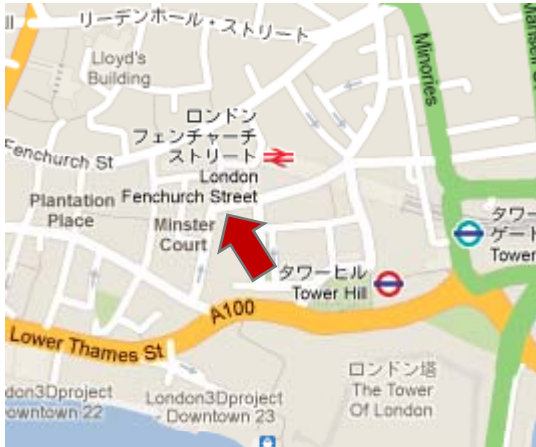 ll
リーデンホール・ストリート
Lloyd's
Building
Minories
Mansell St
ロンドン
フェンチャーチ
ストリート
London
Fenchurch Street
Fenchurch St
Plantation
Place
Minster
Court
タワーヒル
Tower Hill
タワー
ゲート
Tower
A100
Lower Thames St
ロンドン塔
The Tower
Of London
don3Dproject
owntown 22
London3Dproject
- Downtown 23